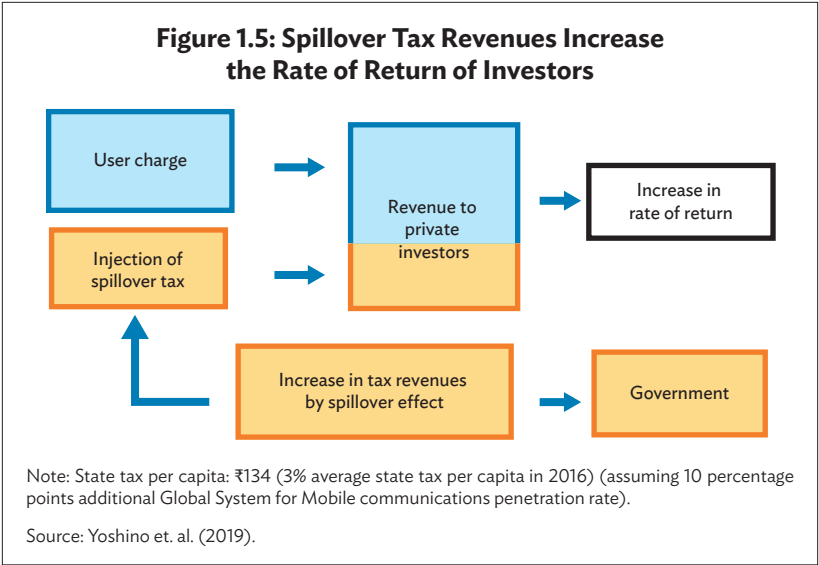 Figure 1.5: Spillover Tax Revenues Increase
the Rate of Return of Investors
User charge
Injection of
spillover tax
Revenue to
private
investors
Increase in
rate of return
Increase in tax revenues
by spillover effect
Government
Note: State tax per capita: ₹134 (3% average state tax per capita in 2016) (assuming 10 percentage
points additional Global System for Mobile communications penetration rate).
Source: Yoshino et. al. (2019).